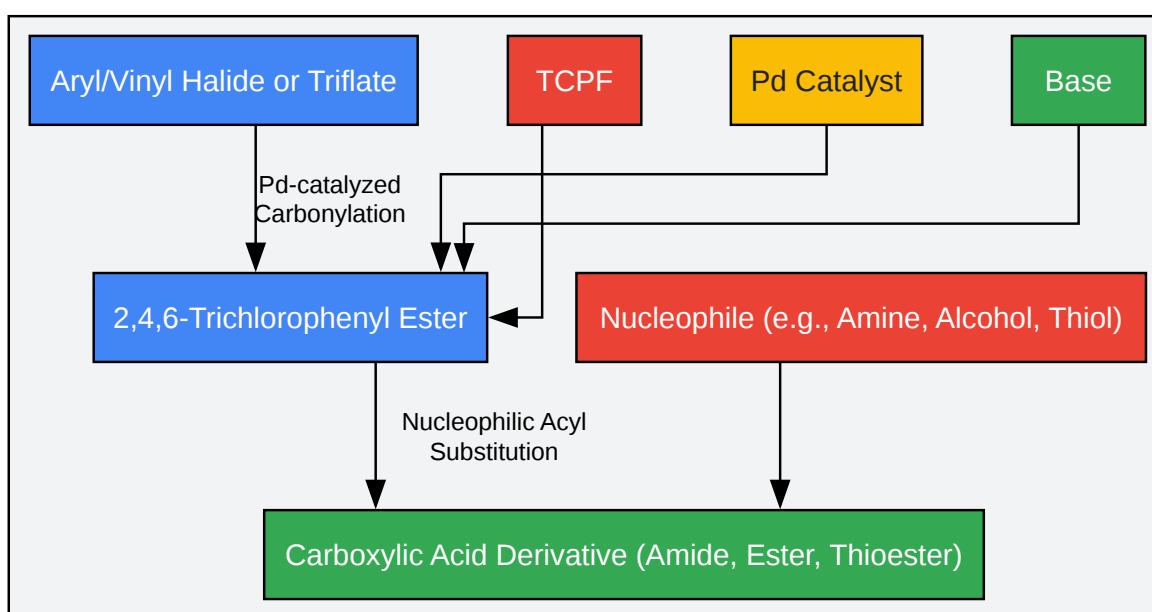 Aryl/Vinyl Halide or Triflate
TCPF
Pd Catalyst
Base
Pd-catalyzed
Carbonylation
2,4,6-Trichlorophenyl Ester
Nucleophile (e.g., Amine, Alcohol, Thiol)
Nucleophilic Acyl
Substitution
Carboxylic Acid Derivative (Amide, Ester, Thioester)